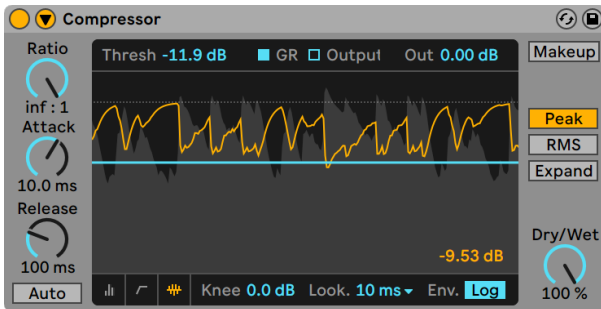 Compressor
Ratio
inf : 1
Attack
10.0 ms
Release
100 ms
Auto
Thresh -11.9 dB GR Output Out 0.00 dB
-9.53 dB
Knee 0.0 dB Look. 10 ms Env. Log
Makeup
Peak
RMS
Expand
Dry/Wet
100 %